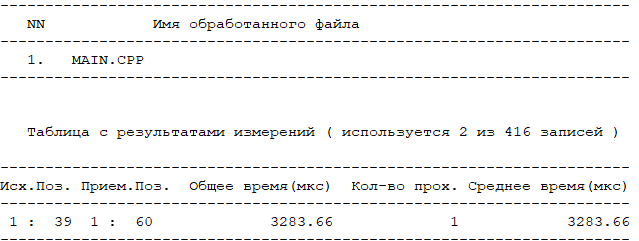 NN Имя обработанного файла
1. MAIN.CPP
Таблица с результатами измерений ( используется 2 из 416 записей )
Исх.Поз. Прием.Поз. Общее время(мкс) Кол-во прох. Среднее время(мкс)
1 : 39 1 : 60 3283.66 1 3283.66